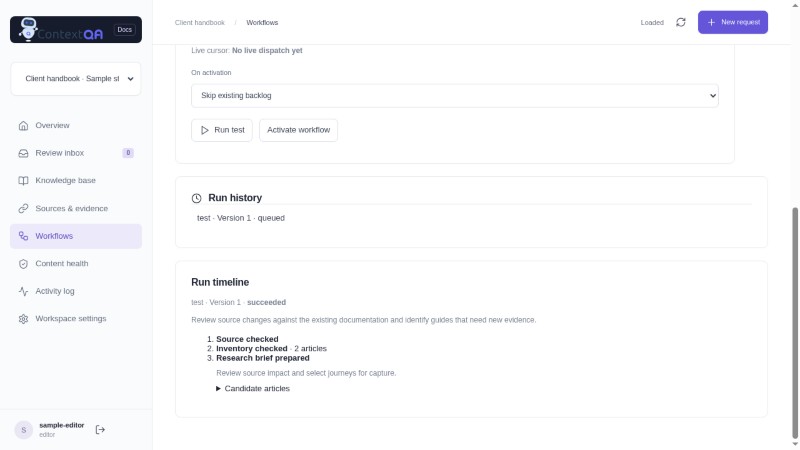 ContextQA
Docs
Client handbook · Sample st
Overview
Review inbox
6
Knowledge base
Sources & evidence
Workflows
Content health
Activity log
Workspace settings
S
sample-editor
editor
Client handbook / Workflows
Loaded
New request
Live cursor: No live dispatch yet
On activation
Skip existing backlog
Run test
Activate workflow
Run history
test · Version 1 · queued
Run timeline
test · Version 1 · succeeded
Review source changes against the existing documentation and identify guides that need new evidence.
1. Source checked
2. Inventory checked · 2 articles
3. Research brief prepared
Review source impact and select journeys for capture.
Candidate articles